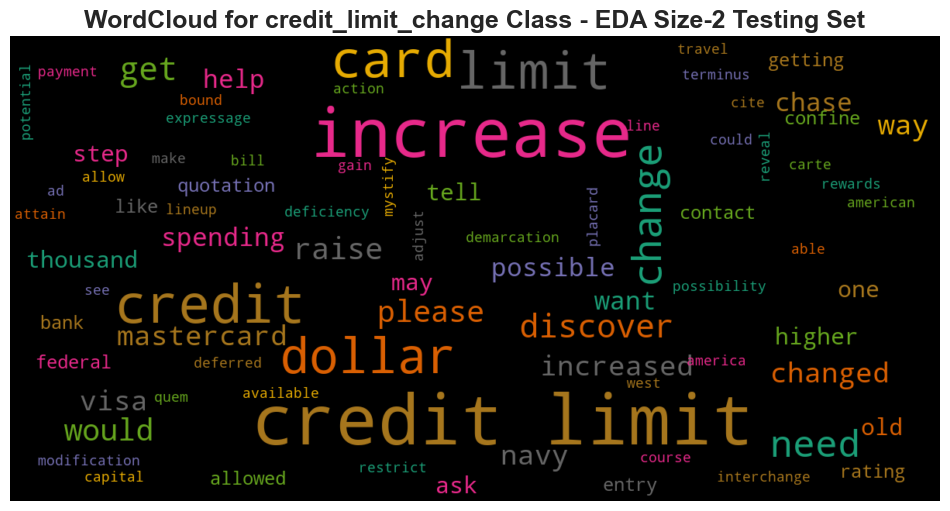 WordCloud for credit_limit_change Class - EDA Size-2 Testing Set
payment
get
help
card
limit
travel
terminus
getting
potential
bound
expressage
action
increase
line
cite
chase
confine
way
could
reveal
step
make
bill
gain
mystify
change
carte
allow
ad
quotation
tell
placard
rewards
american
attain
like
lineup
deficiency
adjust
contact
spending
raise
demarcation
able
thousand
possible
see
may
want
possibility
one
credit
please
discover
bank
mastercard
higher
federal
deferred
dollar
increased
america
changed
visa
quem
available
west
would
credit limit
need
old
modification
capital
allowed
restrict
navy
course
interchange
rating
ask
entry